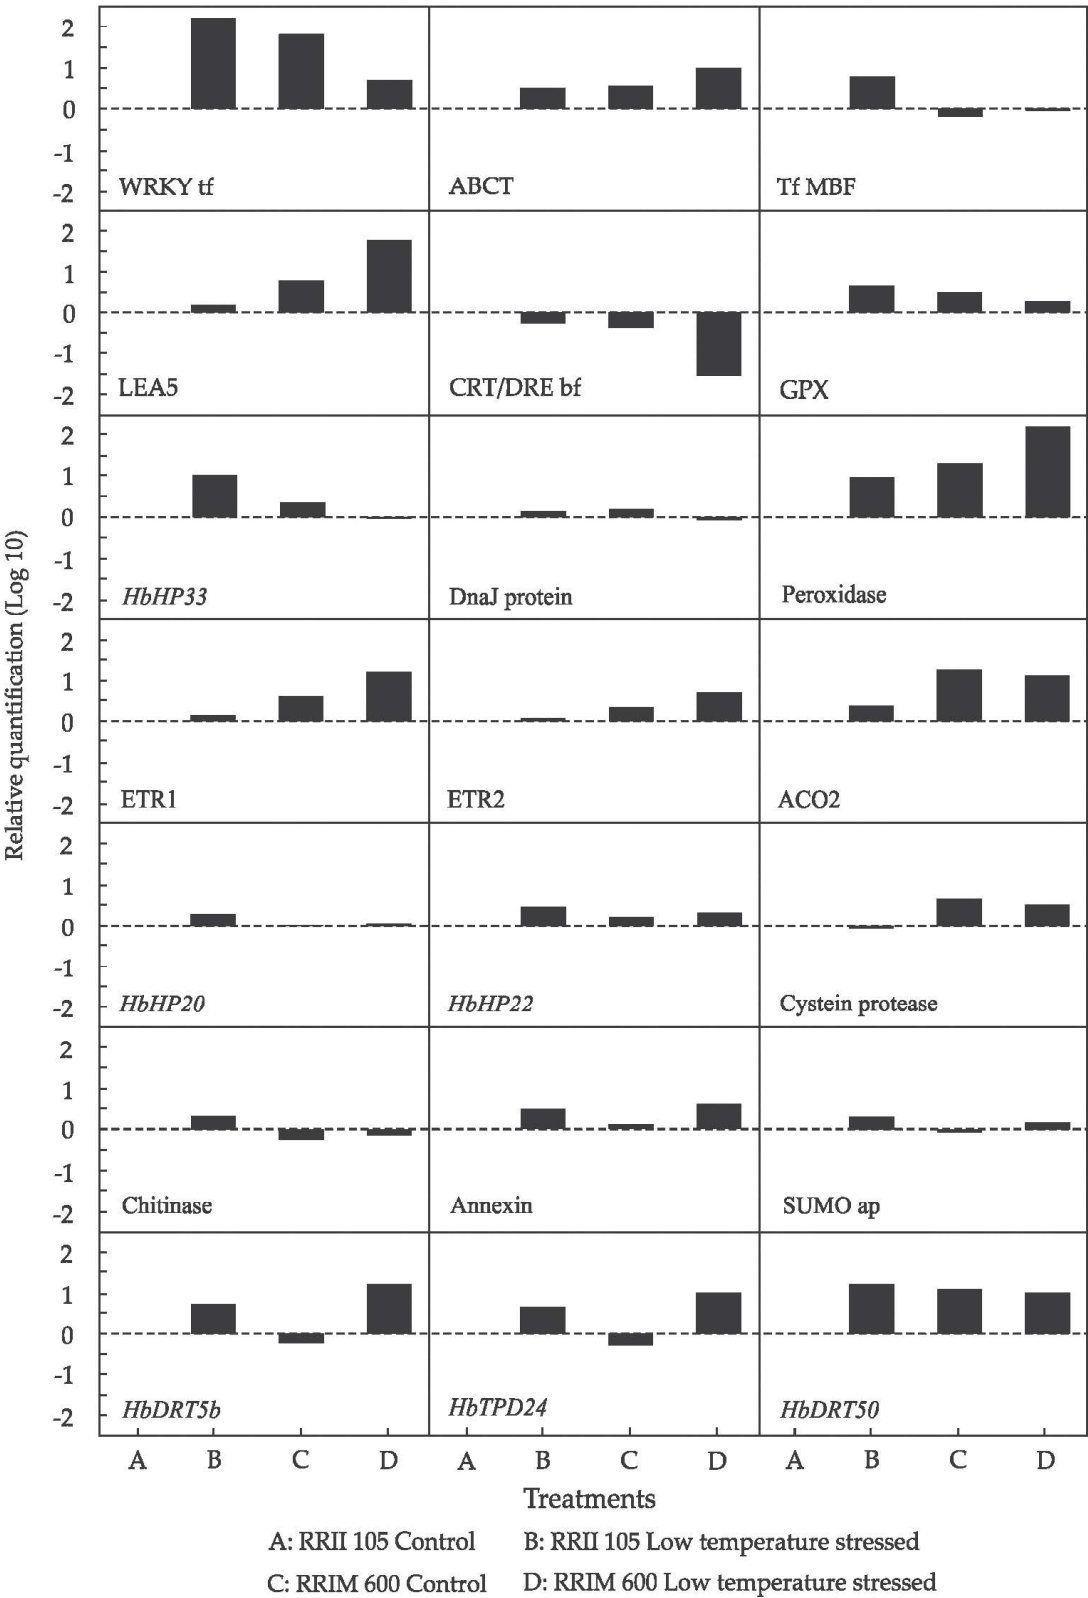 2
1
0
-1
-2
WRKY tf
ABCT
Tf MBF
2
1
0
-1
-2
LEA5
CRT/DRE bf
GPX
2
1
0
-1
-2
HbHP33
DnaJ protein
Peroxidase
2
1
0
-1
-2
ETR1
ETR2
ACO2
2
1
0
-1
-2
HbHP20
HbHP22
Cystein protease
2
1
0
-1
-2
Chitinase
Annexin
SUMO ap
2
1
0
-1
-2
HbDRT5b
HbTPD24
HbDRT50
Relative quantification (Log 10)
A B C D A B C D A B C D
Treatments
A: RRII 105 Control B: RRII 105 Low temperature stressed
C: RRIM 600 Control D: RRIM 600 Low temperature stressed